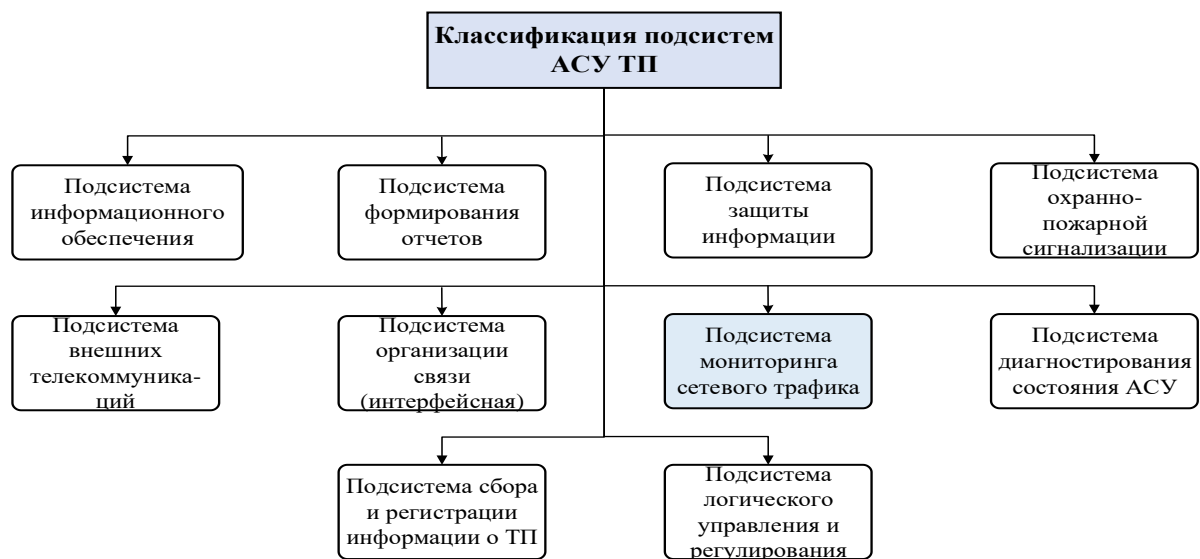 Классификация подсистем
АСУ ТП
Подсистема
информационного
обеспечения
Подсистема
формирования
отчетов
Подсистема
защиты
информации
Подсистема
охранно-
пожарной
сигнализации
Подсистема
внешних
телекоммуника-
ций
Подсистема
организации
связи
(интерфейсная)
Подсистема
мониторинга
сетевого трафика
Подсистема
диагностирования
состояния АСУ
Подсистема сбора
и регистрации
информации о ТП
Подсистема
логического
управления и
регулирования